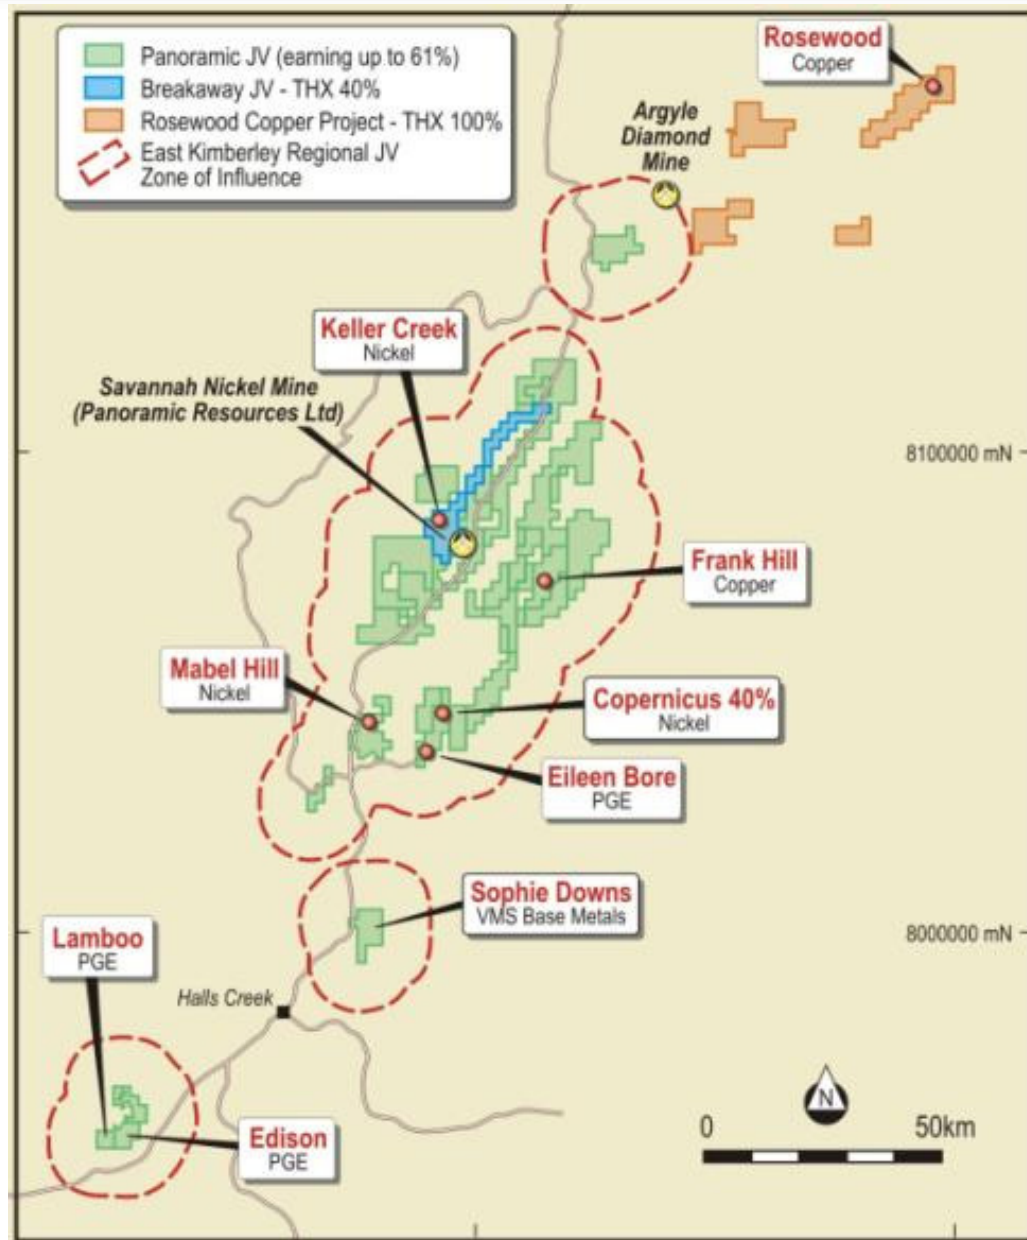 Panoramic JV (earning up to 61%)
Breakaway JV - THX 40%
Rosewood Copper Project - THX 100%
East Kimberley Regional JV
Zone of Influence
Rosewood
Copper
Argyle
Diamond
Mine
Keller Creek
Nickel
Savannah Nickel Mine
(Panoramic Resources Ltd)
8100000 mN
Frank Hill
Copper
Mabel Hill
Nickel
Copernicus 40%
Nickel
Eileen Bore
PGE
Sophie Downs
VMS Base Metals
8000000 mN
Lamboo
PGE
Halls Creek
Edison
PGE
N
0 50km